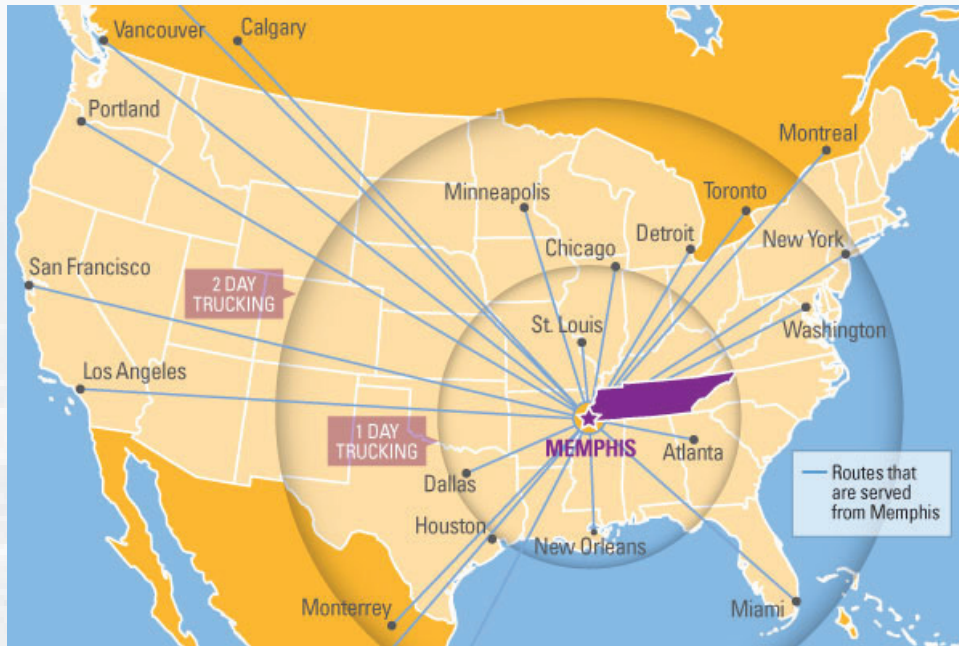 Vancouver
Calgary
Portland
Montreal
Minneapolis
Toronto
Detroit
New York
Chicago
San Francisco
2 DAY
TRUCKING
St. Louis
Washington
Los Angeles
1 DAY
TRUCKING
MEMPHIS
Atlanta
Dallas
Routes that
are served
from Memphis
Houston
New Orleans
Monterrey
Miami